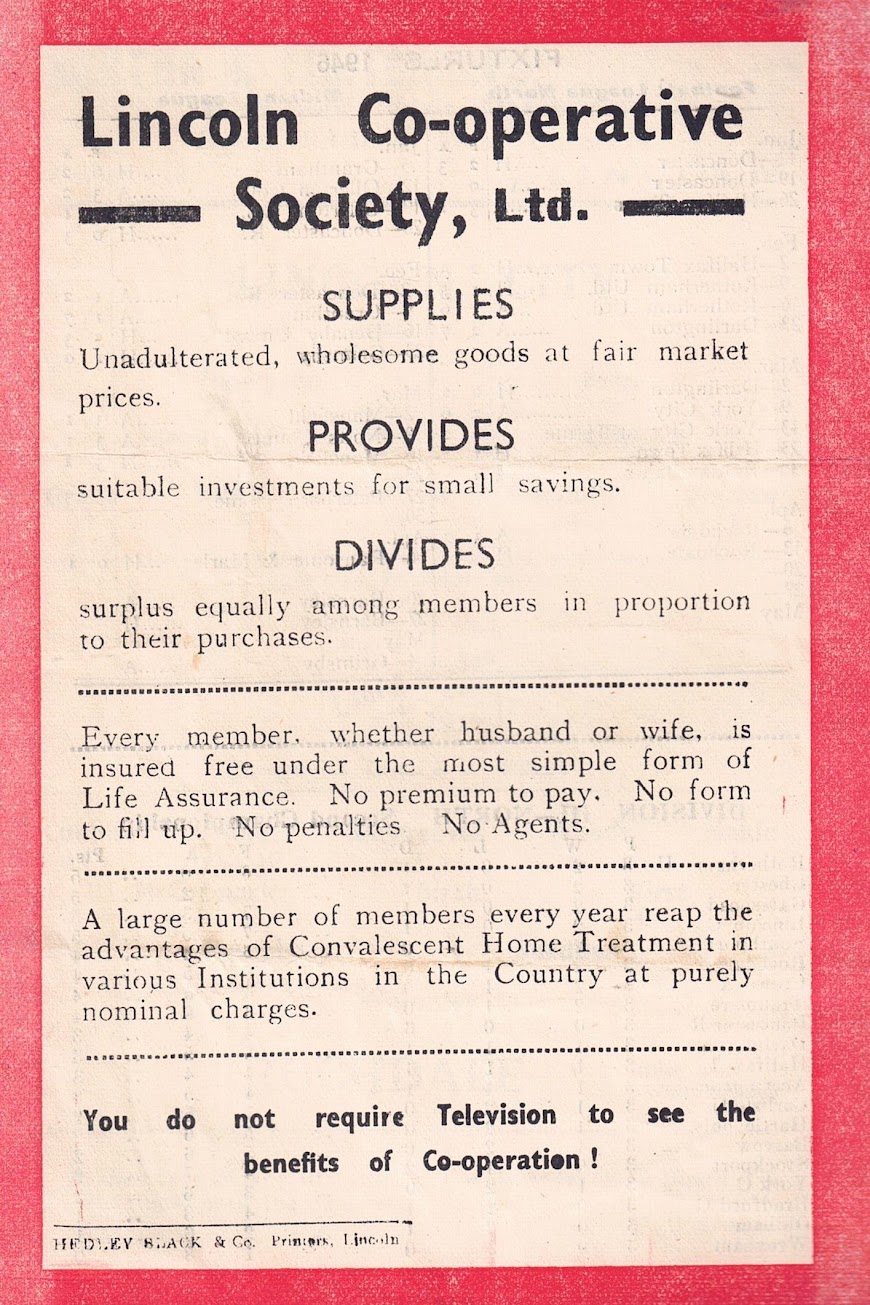 Lincoln Co-operative
Society, Ltd.
SUPPLIES
Unadulterated, wholesome goods at fair market
prices.
PROVIDES
suitable investments for small savings.
DIVIDES
surplus equally among members in proportion
to their purchases.
Every member, whether husband or wife, is
insured free under the most simple form of
Life Assurance. No premium to pay. No form
to fill up. No penalties No Agents.
A large number of members every year reap the
advantages of Convalescent Home Treatment in
various Institutions in the Country at purely
nominal charges.
You do not require Television to see the
benefits of Co-operation!
HEDLEY SLACK & Co. Printers, Lincoln